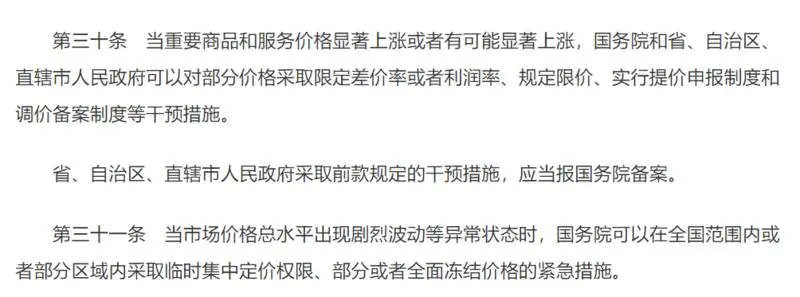 第三十条　当重要商品和服务价格显著上涨或者有可能显著上涨，国务院和省、自治区、
直辖市人民政府可以对部分价格采取限定差价率或者利润率、规定限价、实行提价申报制度和
调价备案制度等干预措施。
省、自治区、直辖市人民政府采取前款规定的干预措施，应当报国务院备案。
第三十一条　当市场价格总水平出现剧烈波动等异常状态时，国务院可以在全国范围内或
者部分区域内采取临时集中定价权限、部分或者全面冻结价格的紧急措施。